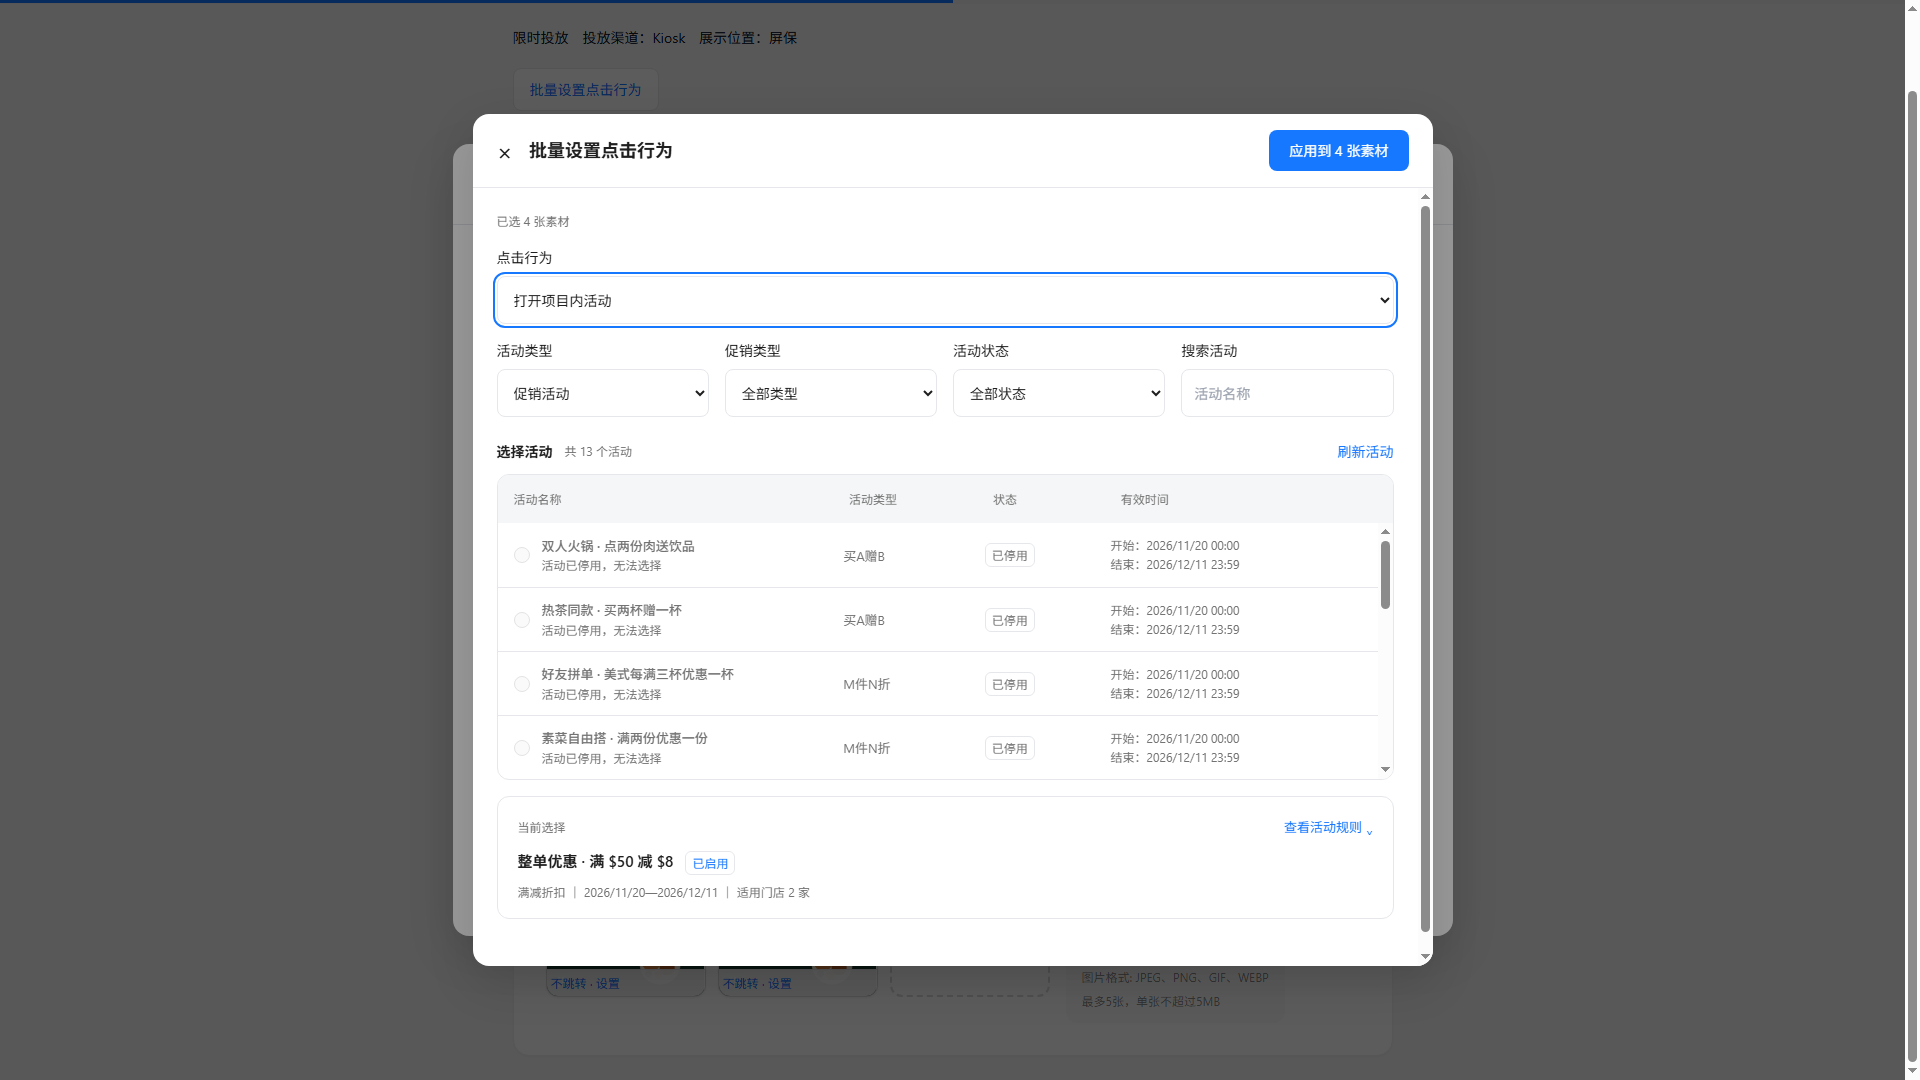 限时投放 投放渠道：Kiosk 展示位置：屏保
批量设置点击行为
× 批量设置点击行为
应用到 4 张素材
已选 4 张素材
点击行为
打开项目内活动
活动类型 促销类型 活动状态 搜索活动
促销活动 全部类型 全部状态 活动名称
选择活动 共 13 个活动 刷新活动
活动名称 活动类型 状态 有效时间
双人火锅 · 点两份肉送饮品
活动已停用，无法选择
买A赠B
已停用
开始：2026/11/20 00:00
结束：2026/12/11 23:59
热茶同款 · 买两杯赠一杯
活动已停用，无法选择
买A赠B
已停用
开始：2026/11/20 00:00
结束：2026/12/11 23:59
好友拼单 · 美式每满三杯优惠一杯
活动已停用，无法选择
M件N折
已停用
开始：2026/11/20 00:00
结束：2026/12/11 23:59
素菜自由搭 · 满两份优惠一份
活动已停用，无法选择
M件N折
已停用
开始：2026/11/20 00:00
结束：2026/12/11 23:59
当前选择 查看活动规则
整单优惠 · 满 $50 减 $8 已启用
满减折扣 | 2026/11/20—2026/12/11 | 适用门店 2 家
不跳转 · 设置 不跳转 · 设置
图片格式: JPEG、PNG、GIF、WEBP
最多5张，单张不超过5MB